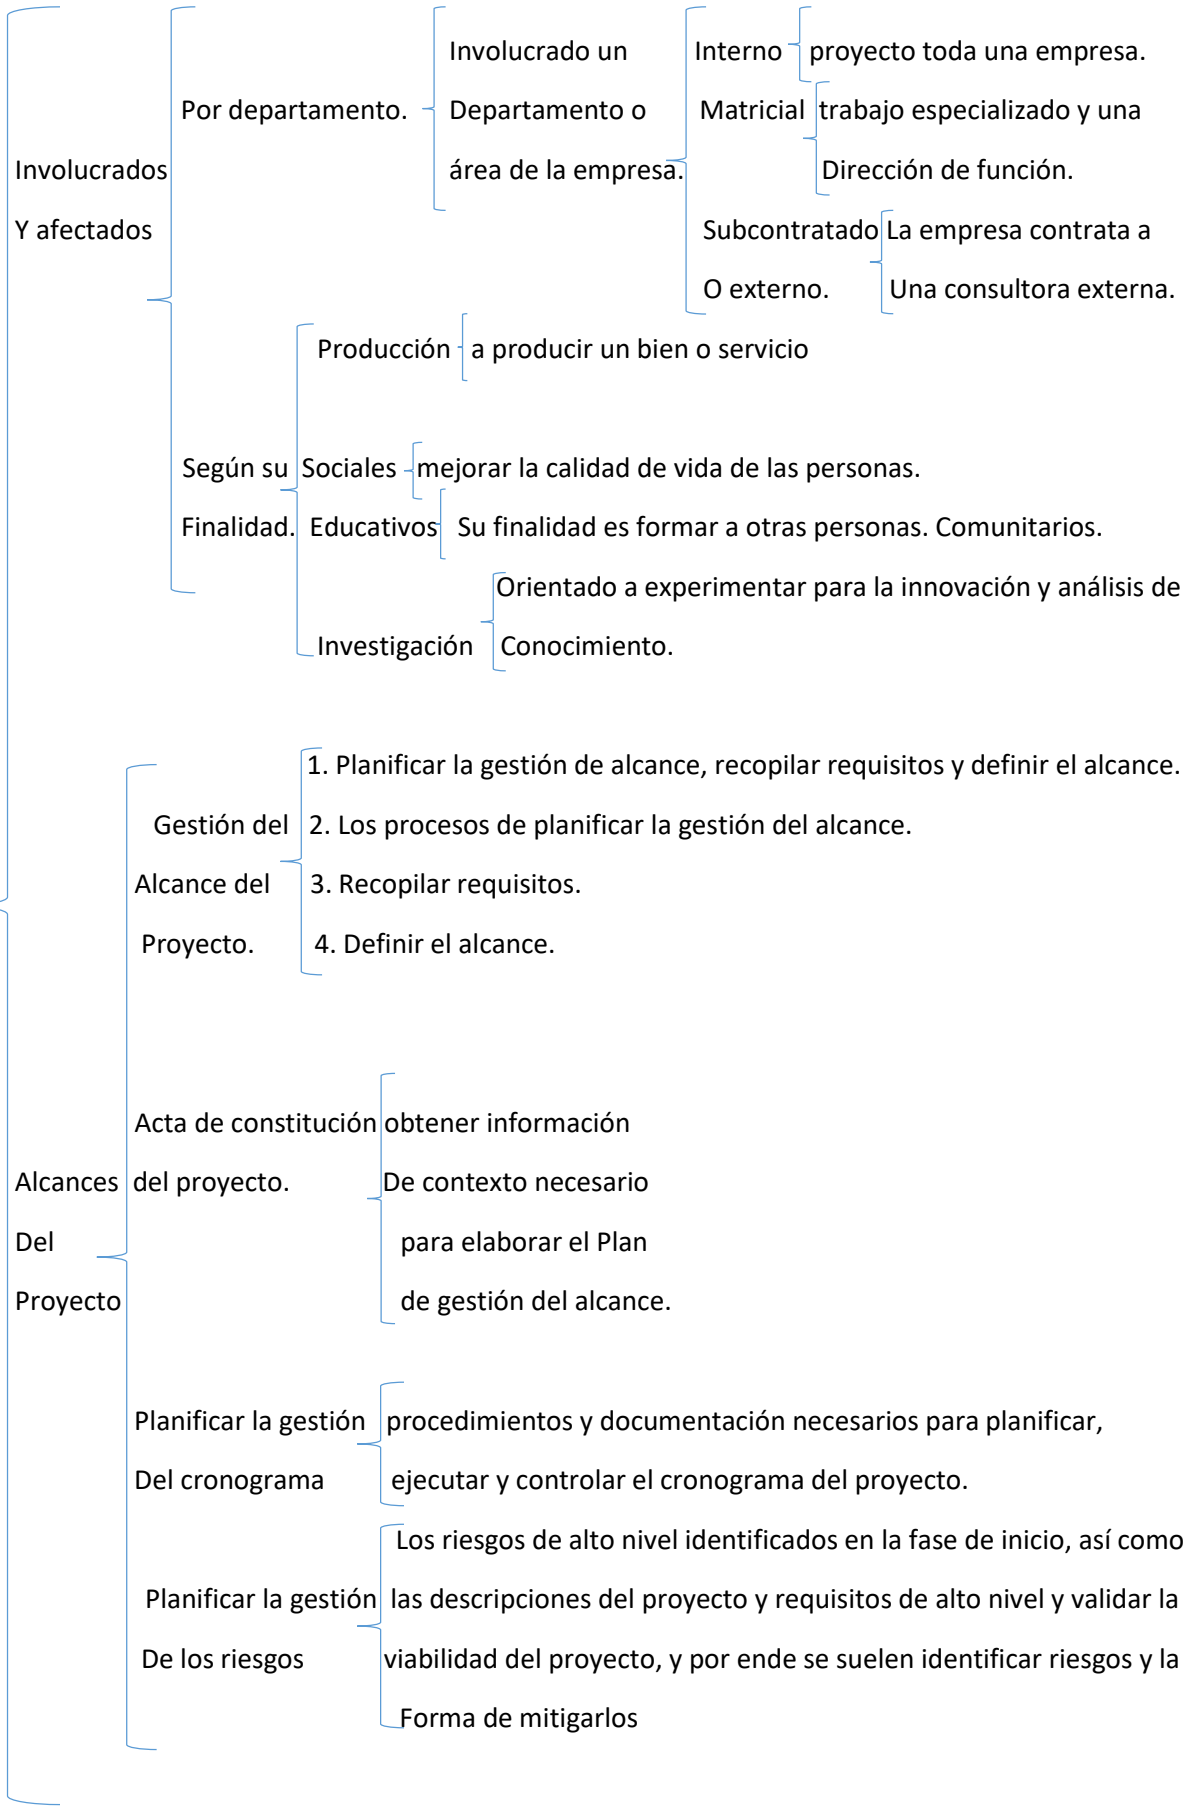 Involucrado un
Interno
proyecto toda una empresa.
Por departamento.
Departamento o
Matricial
trabajo especializado y una
Involucrados
área de la empresa.
Dirección de función.
Y afectados
Subcontratado
La empresa contrata a
O externo.
Una consultora externa.
Producción
a producir un bien o servicio
Según su
Sociales
mejorar la calidad de vida de las personas.
Finalidad.
Educativos
Su finalidad es formar a otras personas. Comunitarios.
Orientado a experimentar para la innovación y análisis de
Investigación
Conocimiento.
1. Planificar la gestión de alcance, recopilar requisitos y definir el alcance.
Gestión del
2. Los procesos de planificar la gestión del alcance.
Alcance del
3. Recopilar requisitos.
Proyecto.
4. Definir el alcance.
Acta de constitución
obtener información
Alcances
del proyecto.
De contexto necesario
Del
para elaborar el Plan
Proyecto
de gestión del alcance.
Planificar la gestión
procedimientos y documentación necesarios para planificar,
Del cronograma
ejecutar y controlar el cronograma del proyecto.
Los riesgos de alto nivel identificados en la fase de inicio, así como
Planificar la gestión
las descripciones del proyecto y requisitos de alto nivel y validar la
De los riesgos
viabilidad del proyecto, y por ende se suelen identificar riesgos y la
Forma de mitigarlos